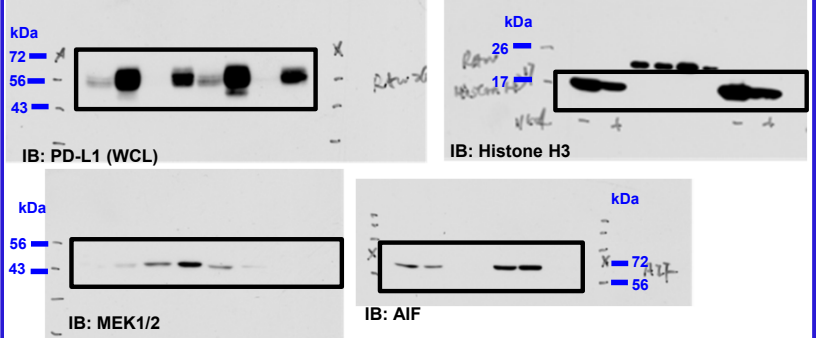 kDa
72
56
43
IB: PD-L1 (WCL)
kDa
26
17
- +
- +
IB: Histone H3
kDa
56
43
IB: MEK1/2
kDa
72
56
AIF
IB: AIF